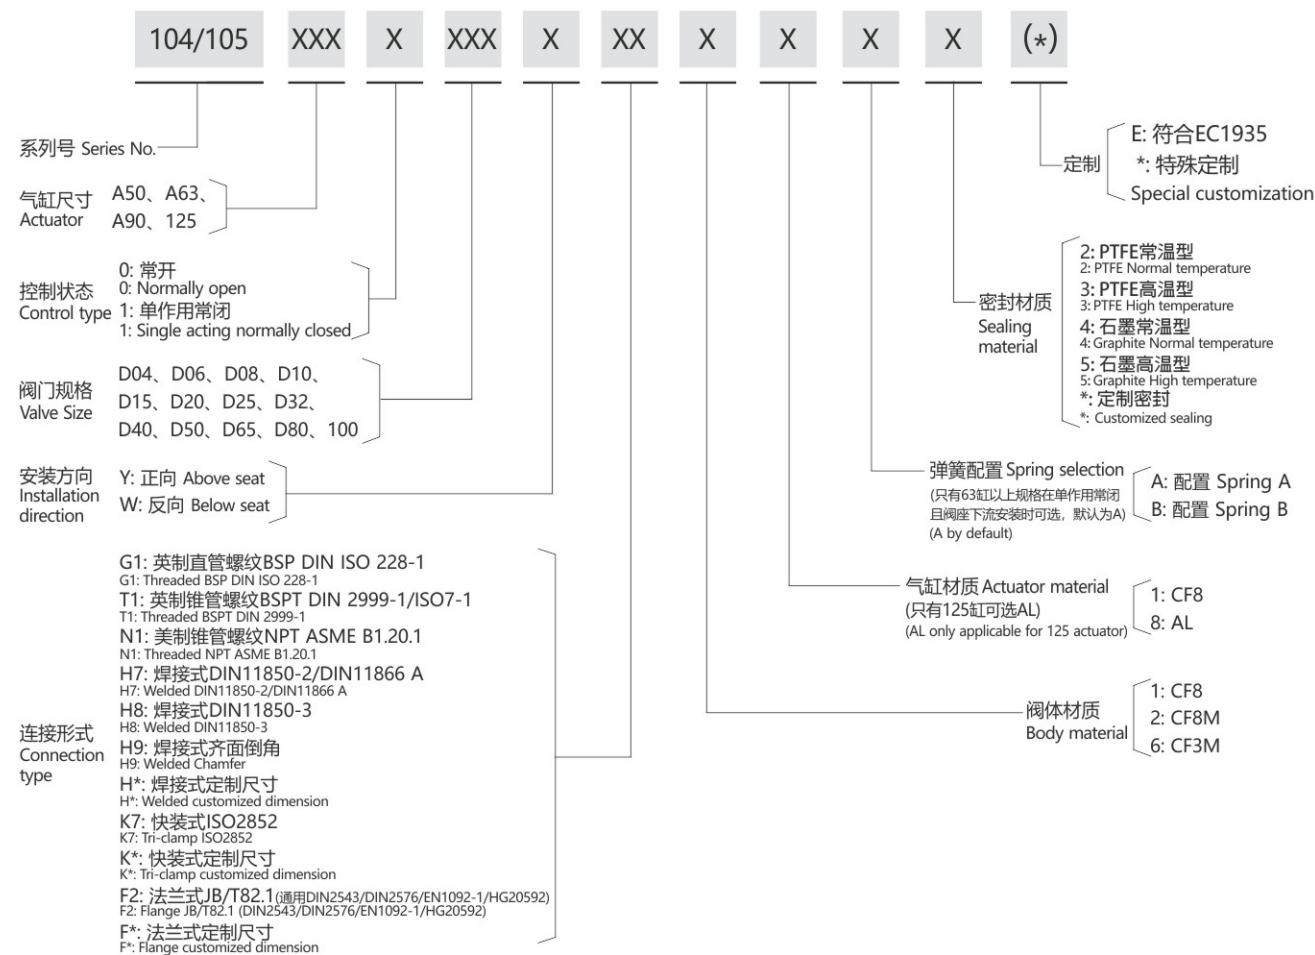 104/105 XXX X XXX X XX X X X X (*)
系列号 Series No.
气缸尺寸
Actuator
A50、A63、
A90、125
控制状态
Control type
0: 常开
0: Normally open
1: 单作用常闭
1: Single acting normally closed
阀门规格
Valve Size
D04、D06、D08、D10、
D15、D20、D25、D32、
D40、D50、D65、D80、100
安装方向
Installation
direction
Y: 正向 Above seat
W: 反向 Below seat
连接形式
Connection
type
G1: 英制直管螺纹BSP DIN ISO 228-1
G1: Threaded BSP DIN ISO 228-1
T1: 英制锥管螺纹BSPT DIN 2999-1/ISO7-1
T1: Threaded BSPT DIN 2999-1
N1: 美制锥管螺纹NPT ASME B1.20.1
N1: Threaded NPT ASME B1.20.1
H7: 焊接式DIN11850-2/DIN11866 A
H7: Welded DIN11850-2/DIN11866 A
H8: 焊接式DIN11850-3
H8: Welded DIN11850-3
H9: 焊接式齐面倒角
H9: Welded Chamfer
H*: 焊接式定制尺寸
H*: Welded customized dimension
K7: 快装式ISO2852
K7: Tri-clamp ISO2852
K*: 快装式定制尺寸
K*: Tri-clamp customized dimension
F2: 法兰式JB/T82.1(通用DIN2543/DIN2576/EN1092-1/HG20592)
F2: Flange JB/T82.1 (DIN2543/DIN2576/EN1092-1/HG20592)
F*: 法兰式定制尺寸
F*: Flange customized dimension
定制
E: 符合EC1935
*: 特殊定制
Special customization
密封材质
Sealing
material
2: PTFE常温型
2: PTFE Normal temperature
3: PTFE高温型
3: PTFE High temperature
4: 石墨常温型
4: Graphite Normal temperature
5: 石墨高温型
5: Graphite High temperature
*: 定制密封
*: Customized sealing
弹簧配置 Spring selection
(只有63缸以上规格在单作用常闭
且阀座下流安装时可选，默认为A)
(A by default)
A: 配置 Spring A
B: 配置 Spring B
气缸材质 Actuator material
(只有125缸可选AL)
(AL only applicable for 125 actuator)
1: CF8
8: AL
阀体材质
Body material
1: CF8
2: CF8M
6: CF3M